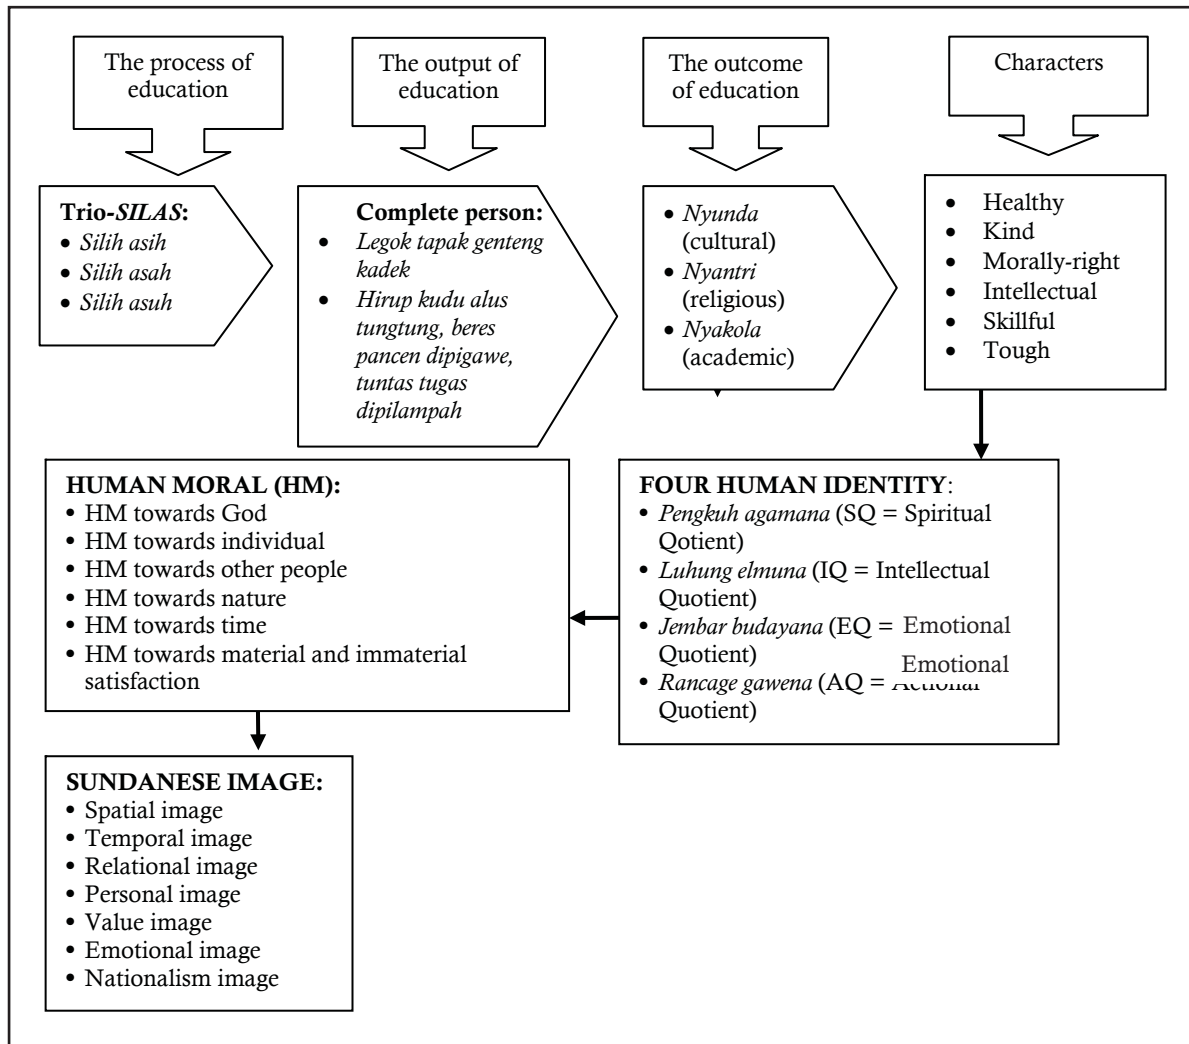 The process of
education
The output of
education
The outcome
of education
Characters
Trio-SILAS:
• Silih asih
• Silih asah
• Silih asuh
Complete person:
• Legok tapak genteng
kadek
• Hirup kudu alus
tungtung, beres
pancen dipigawe,
tuntas tugas
dipilampah
• Nyunda
(cultural)
• Nyantri
(religious)
• Nyakola
(academic)
• Healthy
• Kind
• Morally-right
• Intellectual
• Skillful
• Tough
HUMAN MORAL (HM):
• HM towards God
• HM towards individual
• HM towards other people
• HM towards nature
• HM towards time
• HM towards material and immaterial
satisfaction
FOUR HUMAN IDENTITY:
• Pengkuh agamana (SQ = Spiritual
Qotient)
• Luhung elmuna (IQ = Intellectual
Quotient)
• Jembar budayana (EQ = Emotional
Quotient)
Emotional
• Rancage gawena (AQ = Actional
Quotient)
SUNDANESE IMAGE:
• Spatial image
• Temporal image
• Relational image
• Personal image
• Value image
• Emotional image
• Nationalism image